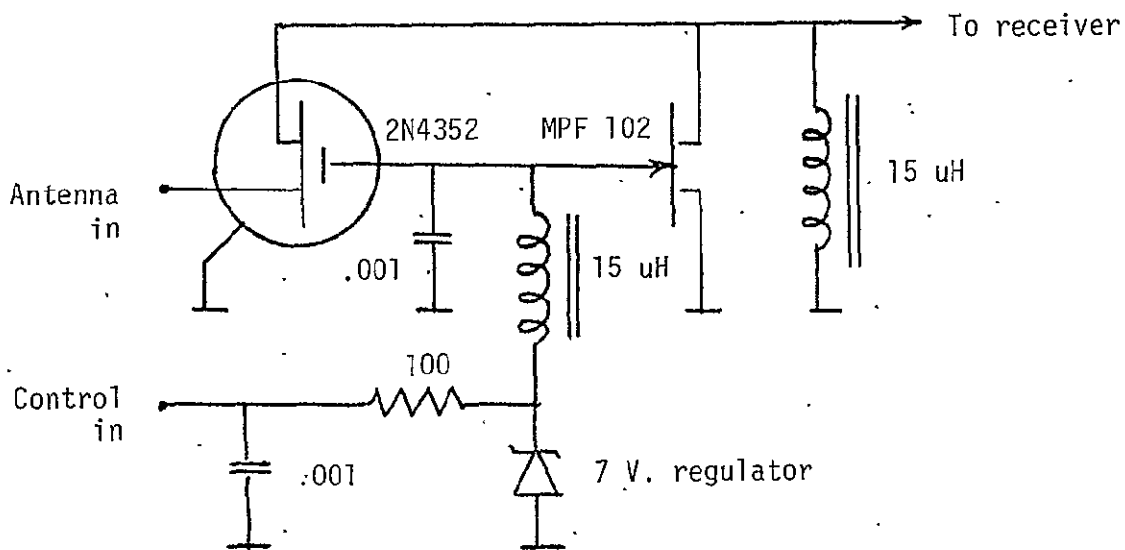 To receiver
2N4352
MPF 102
15 uH
Antenna
in
.001
15 uH
100
Control
in
.001
7 V. regulator